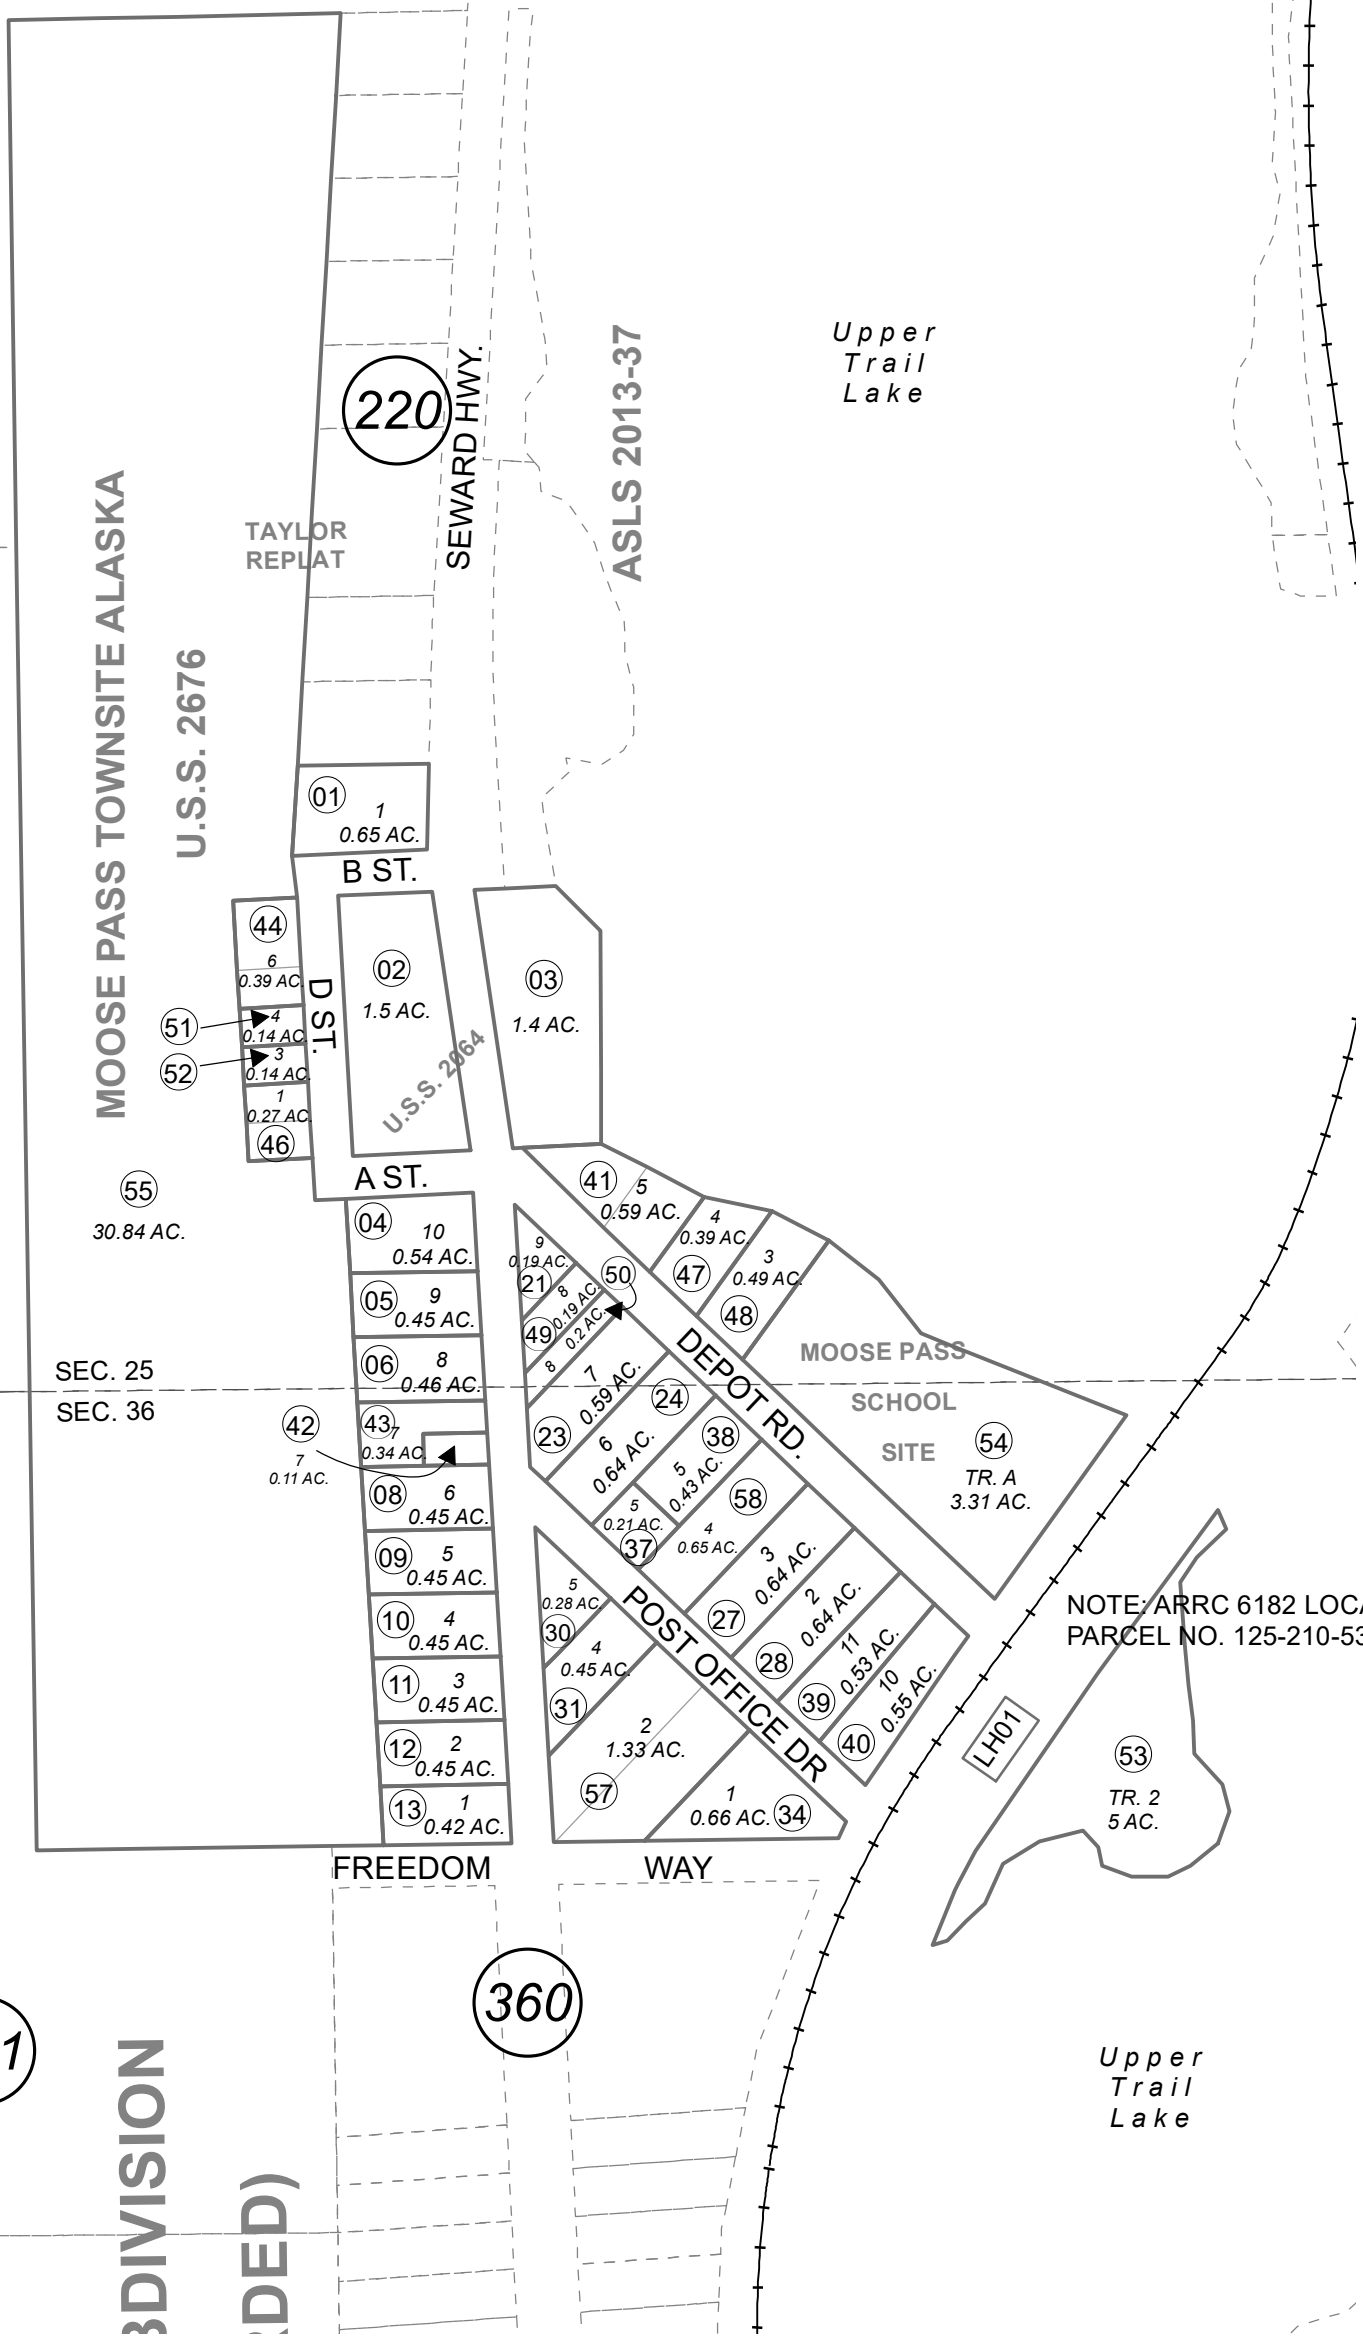 220
SEWARD HWY.
ASLS 2013-37
Upper
Trail
Lake
TAYLOR
REPLAT
MOOSE PASS TOWNSITE ALASKA
U.S.S. 2676
01
1
0.65 AC.
B ST.
44
6
0.39 AC.
51
4
0.14 AC.
52
3
0.14 AC.
1
0.27 AC.
46
D ST.
02
1.5 AC.
U.S.S. 2064
03
1.4 AC.
A ST.
55
30.84 AC.
04
10
0.54 AC.
05
9
0.45 AC.
06
8
0.46 AC.
SEC. 25
SEC. 36
42
7
0.11 AC.
43
7
0.34 AC.
08
6
0.45 AC.
09
5
0.45 AC.
10
4
0.45 AC.
11
3
0.45 AC.
12
2
0.45 AC.
13
1
0.42 AC.
41
5
0.59 AC.
4
0.39 AC.
47
3
0.49 AC.
48
9
0.19 AC.
21
50
8
0.19 AC.
49
8
0.2 AC.
7
0.59 AC.
23
24
6
0.64 AC.
38
5
0.43 AC.
5
0.21 AC.
37
58
4
0.65 AC.
3
0.64 AC.
27
2
0.64 AC.
28
11
0.53 AC.
39
10
0.55 AC.
40
DEPOT RD.
MOOSE PASS
SCHOOL
SITE
54
TR. A
3.31 AC.
5
0.28 AC.
30
4
0.45 AC.
31
2
1.33 AC.
57
1
0.66 AC.
34
POST OFFICE DR
NOTE: ARRC 6182 LOCA
PARCEL NO. 125-210-53
LH01
53
TR. 2
5 AC.
FREEDOM WAY
360
1
BDIVISION
RDED)
Upper
Trail
Lake